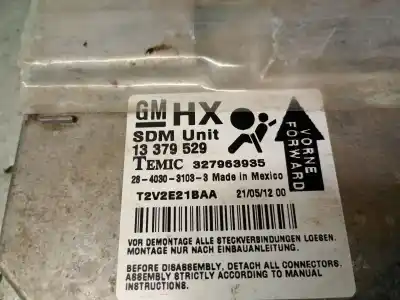 GM HX
SDM Unit
13 379 529
TEMIC 327963935
28-4030-3103-3 Made in Mexico
T2V2E21BAA 21/05/12 00
VORNE
FORWARD
VOR DEMONTAGE ALLE STECKVERBINDUNGEN LOESEN.
MONTAGE NUR NACH EINBAUANLEITUNG.
BEFORE DISASSEMBLY, DETACH ALL CONNECTORS.
ASSEMBLY STRICTLY ACCORDING TO MANUAL
INSTRUCTIONS.